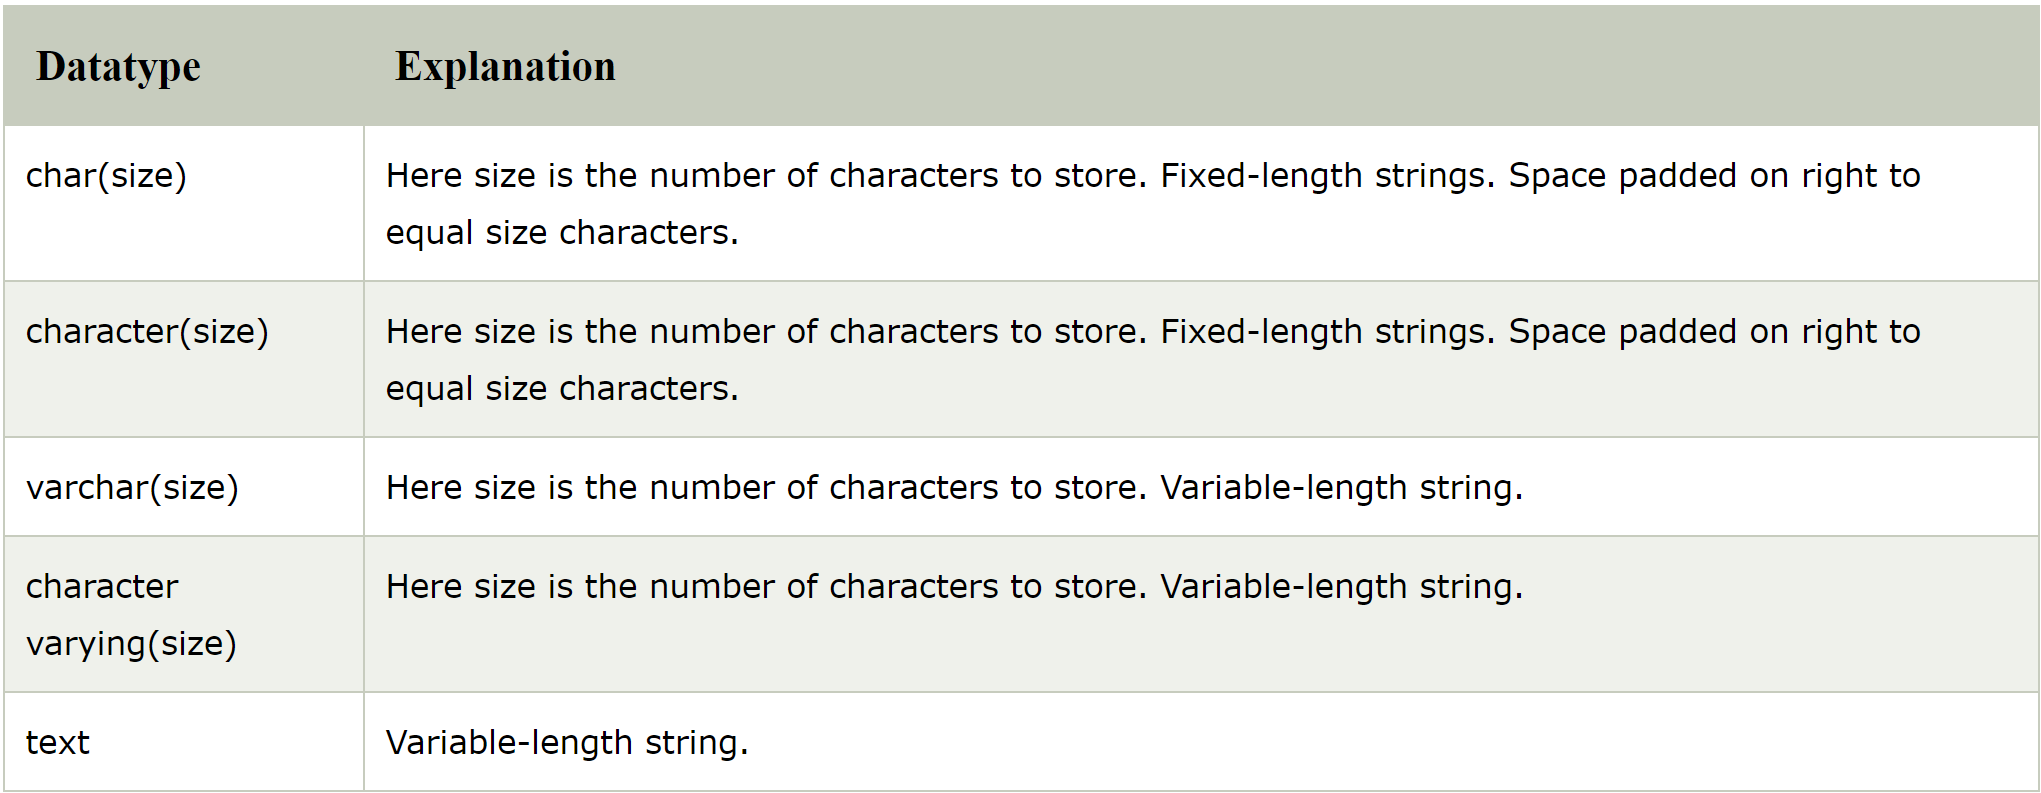 Datatype Explanation
char(size) Here size is the number of characters to store. Fixed-length strings. Space padded on right to
equal size characters.
character(size) Here size is the number of characters to store. Fixed-length strings. Space padded on right to
equal size characters.
varchar(size) Here size is the number of characters to store. Variable-length string.
character Here size is the number of characters to store. Variable-length string.
varying(size)
text Variable-length string.